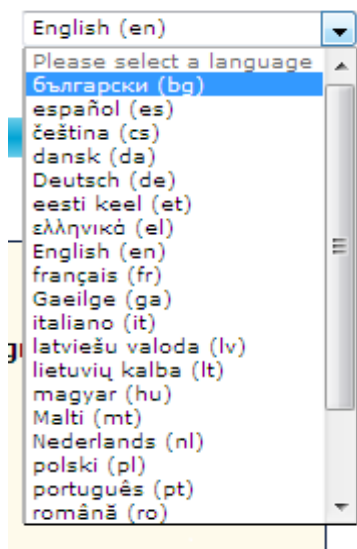 English (en)
Please select a language
български (bg)
español (es)
čeština (cs)
dansk (da)
Deutsch (de)
eesti keel (et)
ελληνικά (el)
English (en)
français (fr)
Gaeilge (ga)
italiano (it)
latviešu valoda (lv)
lietuvių kalba (lt)
magyar (hu)
Malti (mt)
Nederlands (nl)
polski (pl)
português (pt)
română (ro)